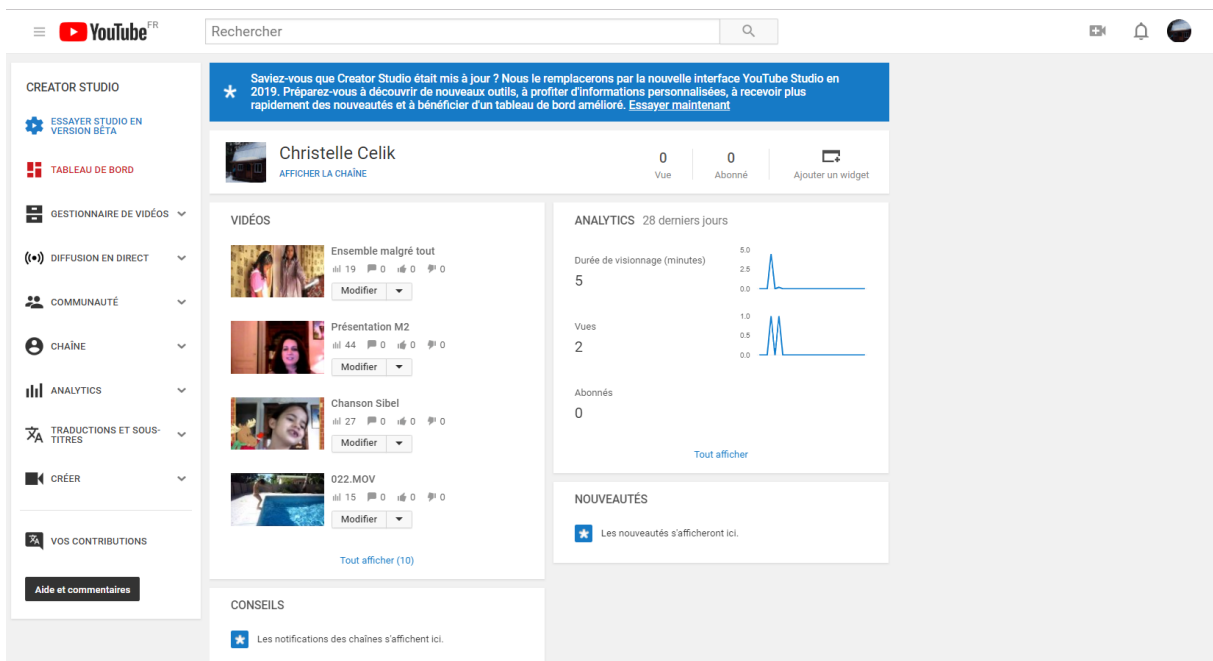 YouTube FR
Rechercher
CREATOR STUDIO
ESSAYER STUDIO EN
VERSION BÊTA
TABLEAU DE BORD
GESTIONNAIRE DE VIDÉOS
DIFFUSION EN DIRECT
COMMUNAUTÉ
CHAÎNE
ANALYTICS
TRADUCTIONS ET SOUS-
TITRES
CRÉER
VOS CONTRIBUTIONS
Aide et commentaires
Saviez-vous que Creator Studio était mis à jour ? Nous le remplacerons par la nouvelle interface YouTube Studio en
2019. Préparez-vous à découvrir de nouveaux outils, à profiter d'informations personnalisées, à recevoir plus
rapidement des nouveautés et à bénéficier d'un tableau de bord amélioré. Essayer maintenant
Christelle Celik
AFFICHER LA CHAÎNE
0
Vue
0
Abonné
Ajouter un widget
VIDÉOS
Ensemble malgré tout
19 0 0 0
Modifier
Présentation M2
44 0 0 0
Modifier
Chanson Sibel
27 0 0 0
Modifier
022.MOV
15 0 0 0
Modifier
Tout afficher (10)
CONSEILS
Les notifications des chaînes s'affichent ici.
ANALYTICS 28 derniers jours
Durée de visionnage (minutes)
5
5.0
2.5
0.0
Vues
2
1.0
0.5
0.0
Abonnés
0
Tout afficher
NOUVEAUTÉS
Les nouveautés s'afficheront ici.